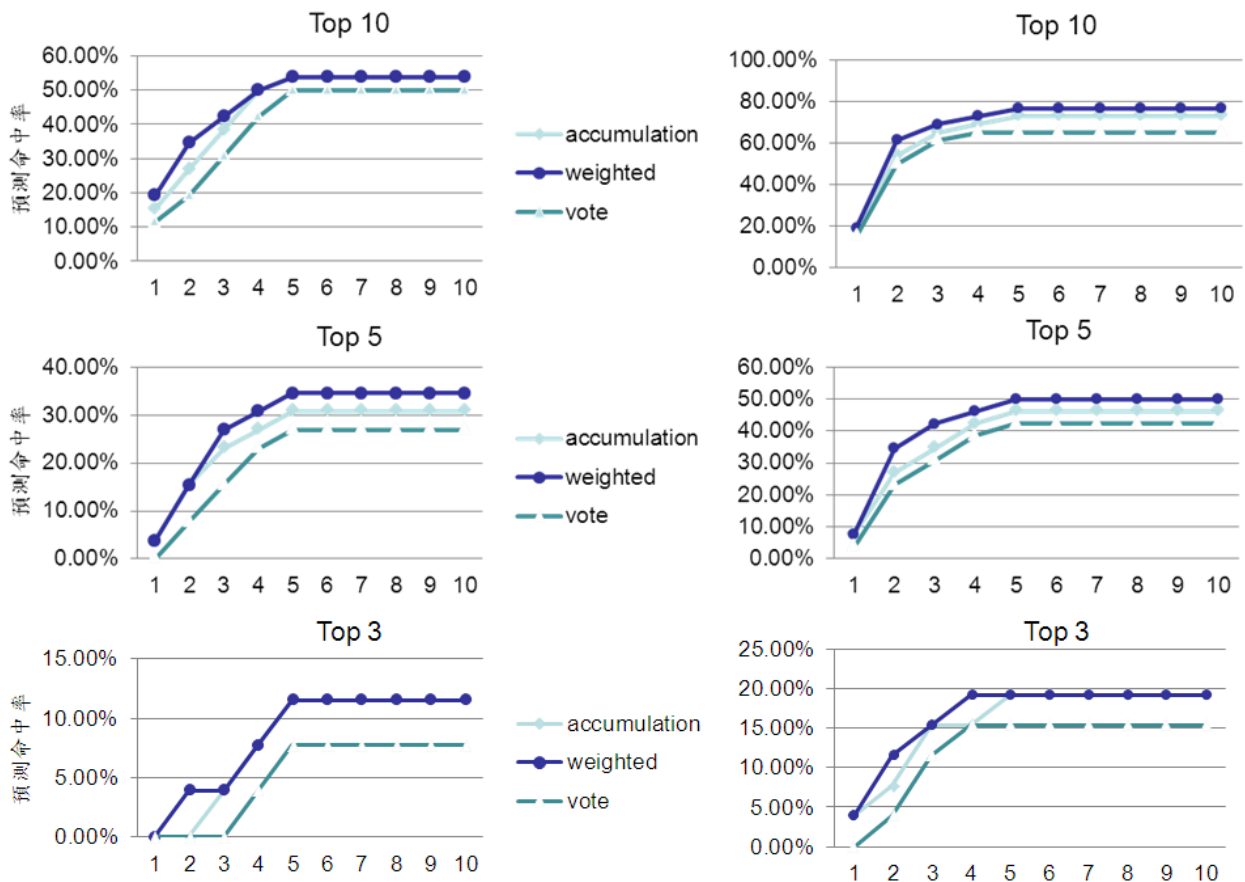 Top 10
60.00%
50.00%
40.00%
30.00%
20.00%
10.00%
0.00%
预测命中率
1 2 3 4 5 6 7 8 9 10
accumulation
weighted
vote
Top 10
100.00%
80.00%
60.00%
40.00%
20.00%
0.00%
1 2 3 4 5 6 7 8 9 10
Top 5
40.00%
30.00%
20.00%
10.00%
0.00%
预测命中率
1 2 3 4 5 6 7 8 9 10
accumulation
weighted
vote
Top 5
60.00%
50.00%
40.00%
30.00%
20.00%
10.00%
0.00%
1 2 3 4 5 6 7 8 9 10
Top 3
15.00%
10.00%
5.00%
0.00%
预测命中率
1 2 3 4 5 6 7 8 9 10
accumulation
weighted
vote
Top 3
25.00%
20.00%
15.00%
10.00%
5.00%
0.00%
1 2 3 4 5 6 7 8 9 10